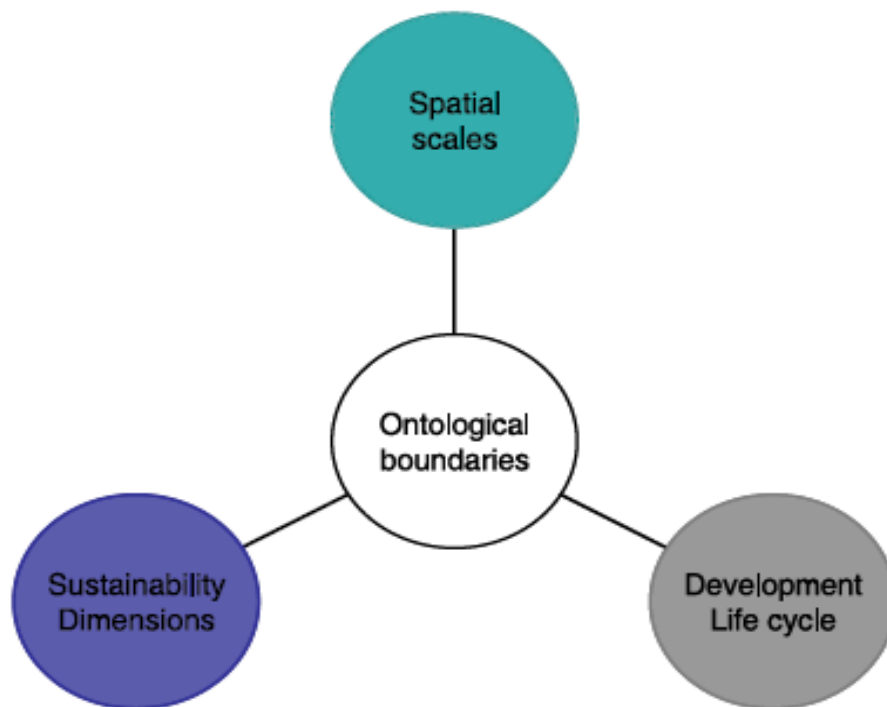 Spatial
scales
Ontological
boundaries
Sustainability
Dimensions
Development
Life cycle